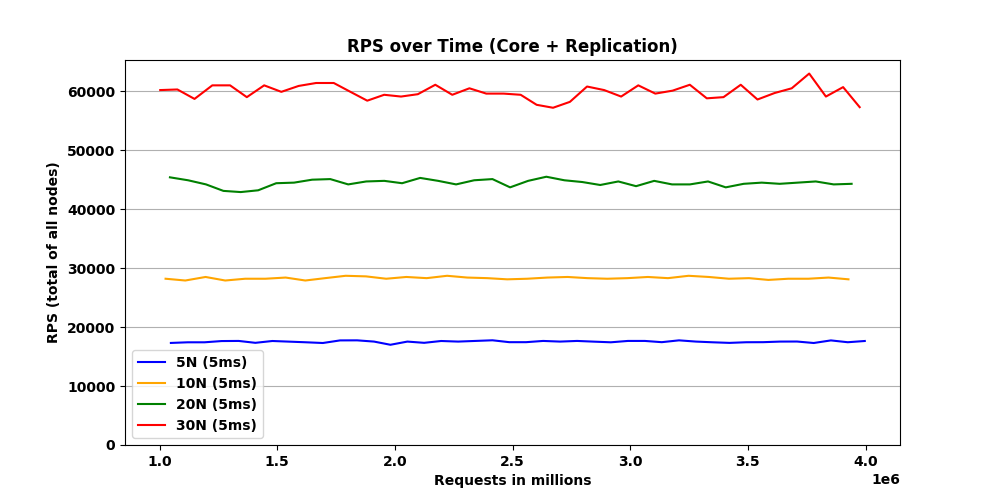 RPS over Time (Core + Replication)
RPS (total of all nodes)
60000
50000
40000
30000
20000
10000
0
5N (5ms)
10N (5ms)
20N (5ms)
30N (5ms)
1.0 1.5 2.0 2.5 3.0 3.5 4.0
1e6
Requests in millions